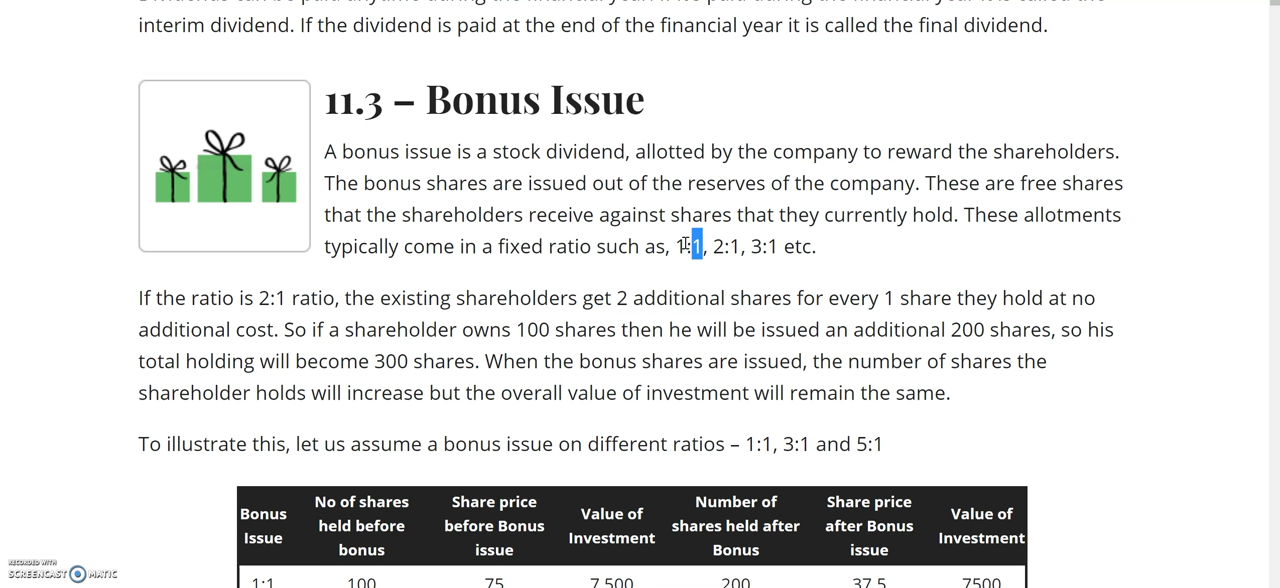 interim dividend. If the dividend is paid at the end of the financial year it is called the final dividend.
11.3 – Bonus Issue
A bonus issue is a stock dividend, allotted by the company to reward the shareholders.
The bonus shares are issued out of the reserves of the company. These are free shares
that the shareholders receive against shares that they currently hold. These allotments
typically come in a fixed ratio such as, 1:1, 2:1, 3:1 etc.
If the ratio is 2:1 ratio, the existing shareholders get 2 additional shares for every 1 share they hold at no
additional cost. So if a shareholder owns 100 shares then he will be issued an additional 200 shares, so his
total holding will become 300 shares. When the bonus shares are issued, the number of shares the
shareholder holds will increase but the overall value of investment will remain the same.
To illustrate this, let us assume a bonus issue on different ratios – 1:1, 3:1 and 5:1
Bonus Issue No of shares held before bonus Share price before Bonus issue Value of Investment Number of shares held after Bonus Share price after Bonus issue Value of Investment
1:1 100 75 7,500 200 37.5 7500
RECORDED WITH
SCREENCAST MATIC